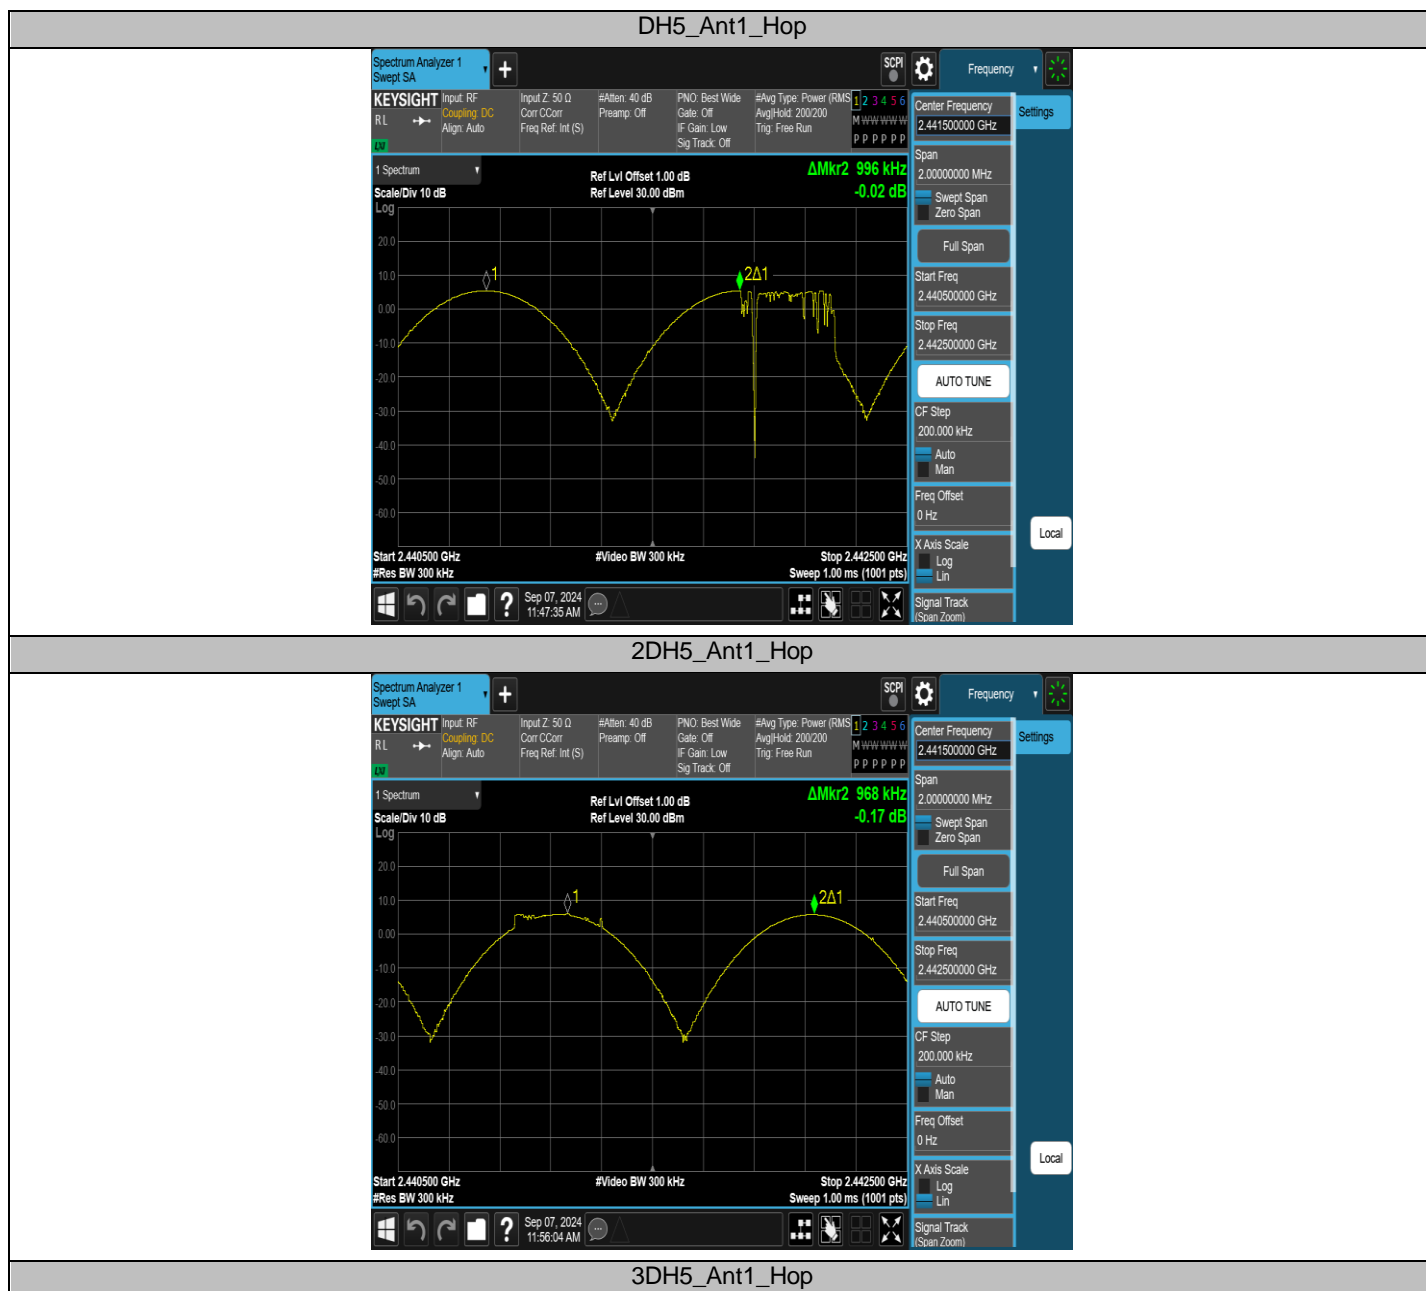 DH5_Ant1_Hop
Spectrum Analyzer 1
Swept SA
SCPI
Frequency
KEYSIGHT
RL
LXI
Input: RF
Coupling: DC
Align: Auto
Input Z: 50 Ω
Corr CCorr
Freq Ref: Int (S)
#Atten: 40 dB
Preamp: Off
PNO: Best Wide
Gate: Off
IF Gain: Low
Sig Track: Off
#Avg Type: Power (RMS
Avg|Hold: 200/200
Trig: Free Run
1 2 3 4 5 6
M W W W W W
P P P P P P
Center Frequency
2.441500000 GHz
Settings
1 Spectrum
Scale/Div 10 dB
Ref Lvl Offset 1.00 dB
Ref Level 30.00 dBm
ΔMkr2 996 kHz
-0.02 dB
Span
2.00000000 MHz
Swept Span
Zero Span
Full Span
Start Freq
2.440500000 GHz
Stop Freq
2.442500000 GHz
AUTO TUNE
CF Step
200.000 kHz
Auto
Man
Freq Offset
0 Hz
X Axis Scale
Log
Lin
Signal Track
(Span Zoom)
Local
Log
20.0
10.0
0.00
-10.0
-20.0
-30.0
-40.0
-50.0
-60.0
1
2Δ1
Start 2.440500 GHz
#Res BW 300 kHz
#Video BW 300 kHz
Stop 2.442500 GHz
Sweep 1.00 ms (1001 pts)
?
Sep 07, 2024
11:47:35 AM
2DH5_Ant1_Hop
Spectrum Analyzer 1
Swept SA
SCPI
Frequency
KEYSIGHT
RL
LXI
Input: RF
Coupling: DC
Align: Auto
Input Z: 50 Ω
Corr CCorr
Freq Ref: Int (S)
#Atten: 40 dB
Preamp: Off
PNO: Best Wide
Gate: Off
IF Gain: Low
Sig Track: Off
#Avg Type: Power (RMS
Avg|Hold: 200/200
Trig: Free Run
1 2 3 4 5 6
M W W W W W
P P P P P P
Center Frequency
2.441500000 GHz
Settings
1 Spectrum
Scale/Div 10 dB
Ref Lvl Offset 1.00 dB
Ref Level 30.00 dBm
ΔMkr2 968 kHz
-0.17 dB
Span
2.00000000 MHz
Swept Span
Zero Span
Full Span
Start Freq
2.440500000 GHz
Stop Freq
2.442500000 GHz
AUTO TUNE
CF Step
200.000 kHz
Auto
Man
Freq Offset
0 Hz
X Axis Scale
Log
Lin
Signal Track
(Span Zoom)
Local
Log
20.0
10.0
0.00
-10.0
-20.0
-30.0
-40.0
-50.0
-60.0
1
2Δ1
Start 2.440500 GHz
#Res BW 300 kHz
#Video BW 300 kHz
Stop 2.442500 GHz
Sweep 1.00 ms (1001 pts)
?
Sep 07, 2024
11:56:04 AM
3DH5_Ant1_Hop